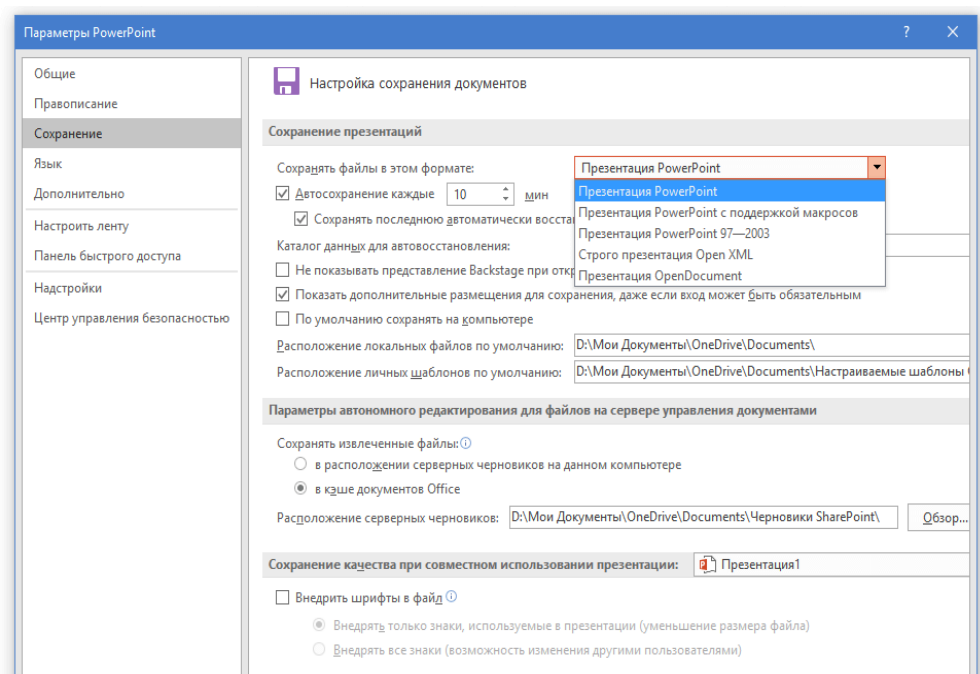 Параметры PowerPoint
Общие
Правописание
Сохранение
Язык
Дополнительно
Настроить ленту
Панель быстрого доступа
Надстройки
Центр управления безопасностью
Настройка сохранения документов
Сохранение презентаций
Сохранять файлы в этом формате: Презентация PowerPoint
Презентация PowerPoint
Презентация PowerPoint с поддержкой макросов
Презентация PowerPoint 97—2003
Строго презентация Open XML
Презентация OpenDocument
Автосохранение каждые 10 мин
Сохранять последнюю автоматически
Каталог данных для автовосстановления:
Не показывать представление Backstage при
Показать дополнительные размещения для сохранения, даже если вход может быть обязательным
По умолчанию сохранять на компьютере
Расположение локальных файлов по умолчанию: D:\Мои Документы\OneDrive\Documents\
Расположение личных шаблонов по умолчанию: D:\Мои Документы\OneDrive\Documents\Настраиваемые шаблоны
Параметры автономного редактирования для файлов на сервере управления документами
Сохранять извлеченные файлы:
в расположении серверных черновиков на данном компьютере
в кэше документов Office
Расположение серверных черновиков: D:\Мои Документы\OneDrive\Documents\Черновики SharePoint\ Обзор...
Сохранение качества при совместном использовании презентации: Презентация1
Внедрить шрифты в файл
Внедрять только знаки, используемые в презентации (уменьшение размера файла)
Внедрять все знаки (возможность изменения другими пользователями)